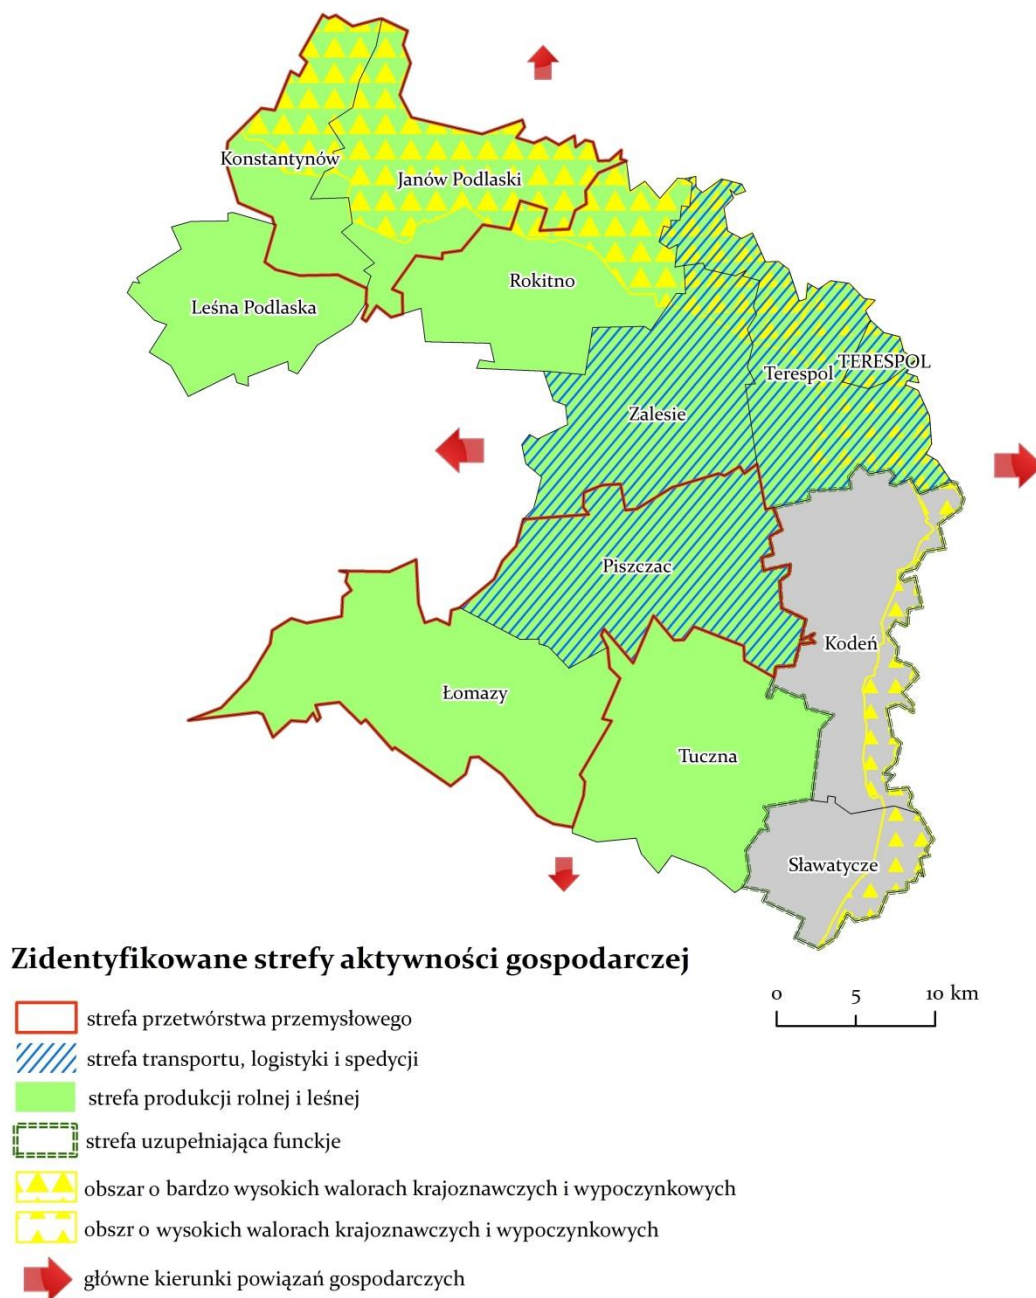 Konstantynów
Janów Podlaski
Rokitno
Leśna Podlaska
Terespol
TERESPOL
Zalesie
Piszczac
Kodeń
Łomazy
Tuczna
Sławatycze
Zidentyfikowane strefy aktywności gospodarczej
0 5 10 km
strefa przetwórstwa przemysłowego
strefa transportu, logistyki i spedycji
strefa produkcji rolnej i leśnej
strefa uzupełniająca funckje
obszar o bardzo wysokich walorach krajoznawczych i wypoczynkowych
obszr o wysokich walorach krajoznawczych i wypoczynkowych
główne kierunki powiązań gospodarczych